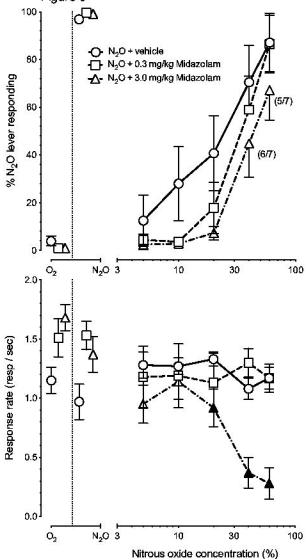 100
80
60
40
20
0
% N₂O lever responding
N₂O + vehicle
N₂O + 0.3 mg/kg Midazolam
N₂O + 3.0 mg/kg Midazolam
(5/7)
(6/7)
O₂
N₂O
3
10
30
100
2.0
1.5
1.0
0.5
0.0
Response rate (resp / sec)
O₂
N₂O
3
10
30
100
Nitrous oxide concentration (%)